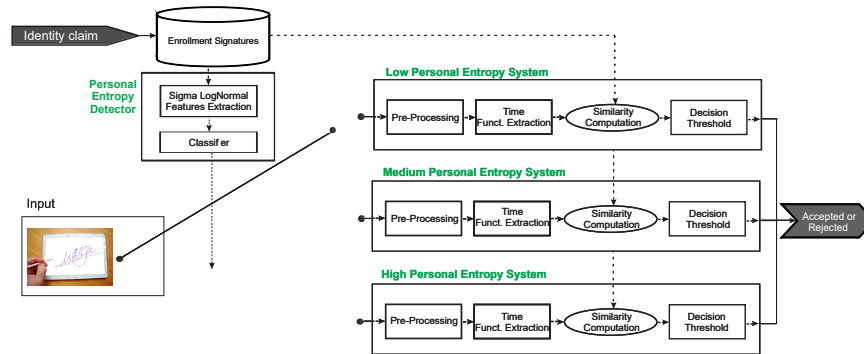 Identity claim
Enrollment Signatures
Personal
Entropy
Detector
Sigma LogNormal
Features Extraction
Classifer
Input
Low Personal Entropy System
Pre-Processing
Time
Funct. Extraction
Similarity
Computation
Decision
Threshold
Medium Personal Entropy System
Pre-Processing
Time
Funct. Extraction
Similarity
Computation
Decision
Threshold
Accepted or
Rejected
High Personal Entropy System
Pre-Processing
Time
Funct. Extraction
Similarity
Computation
Decision
Threshold